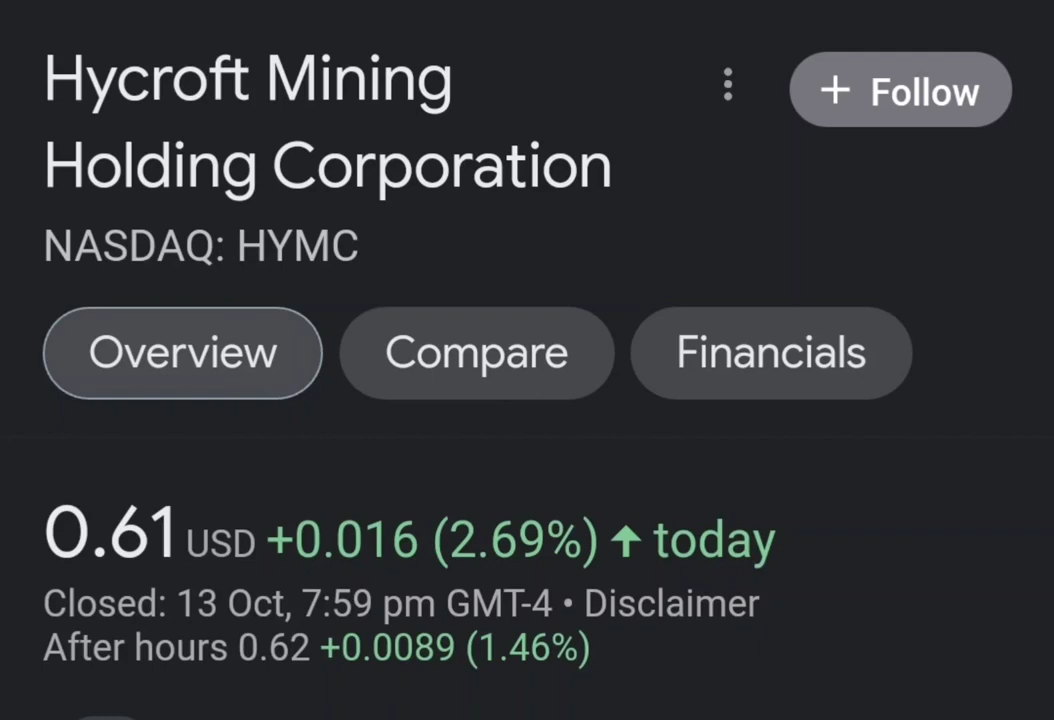 Hycroft Mining
Holding Corporation
+ Follow
NASDAQ: HYMC
Overview
Compare
Financials
0.61 USD +0.016 (2.69%) ↑ today
Closed: 13 Oct, 7:59 pm GMT-4 • Disclaimer
After hours 0.62 +0.0089 (1.46%)